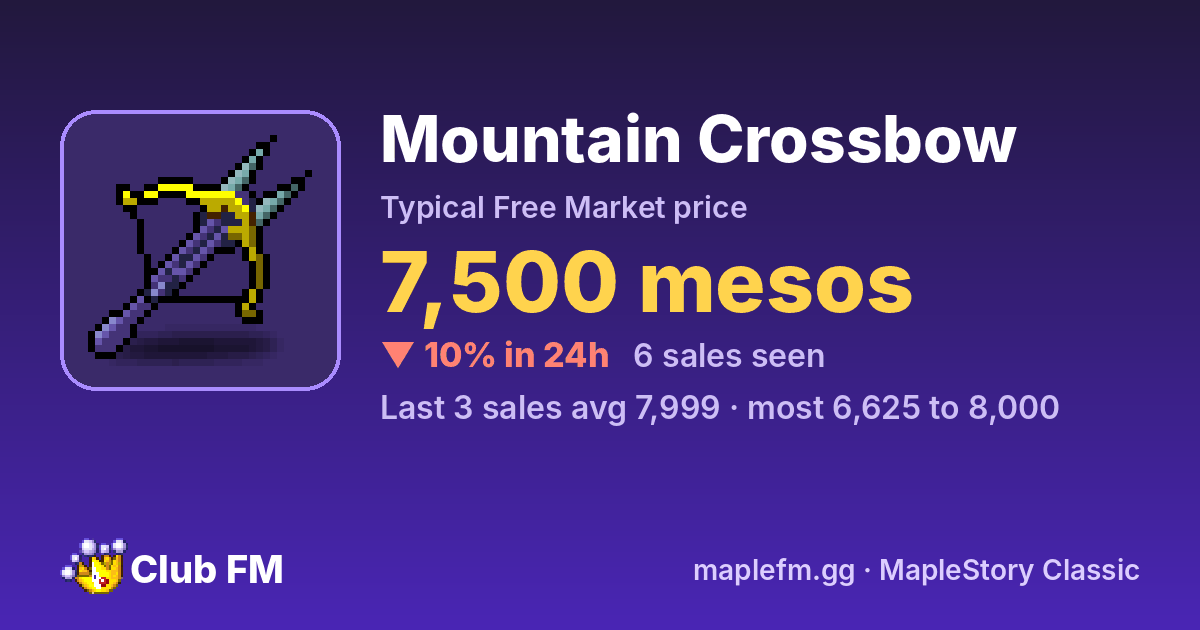 Mountain Crossbow
Typical Free Market price
7,500 mesos
▼ 10% in 24h 6 sales seen
Last 3 sales avg 7,999 · most 6,625 to 8,000
Club FM
maplefm.gg · MapleStory Classic